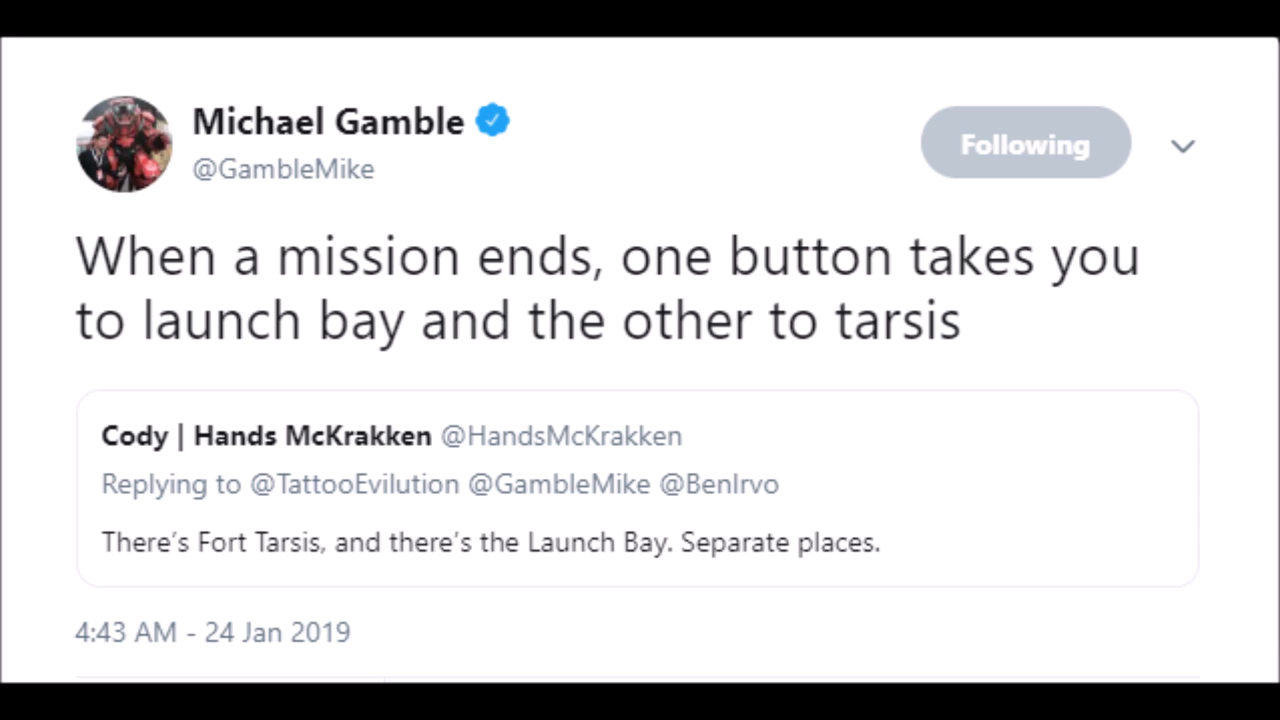 Michael Gamble
@GambleMike
Following
When a mission ends, one button takes you
to launch bay and the other to tarsis
Cody | Hands McKrakken @HandsMcKrakken
Replying to @TattooEvilution @GambleMike @BenIrvo
There’s Fort Tarsis, and there’s the Launch Bay. Separate places.
4:43 AM - 24 Jan 2019